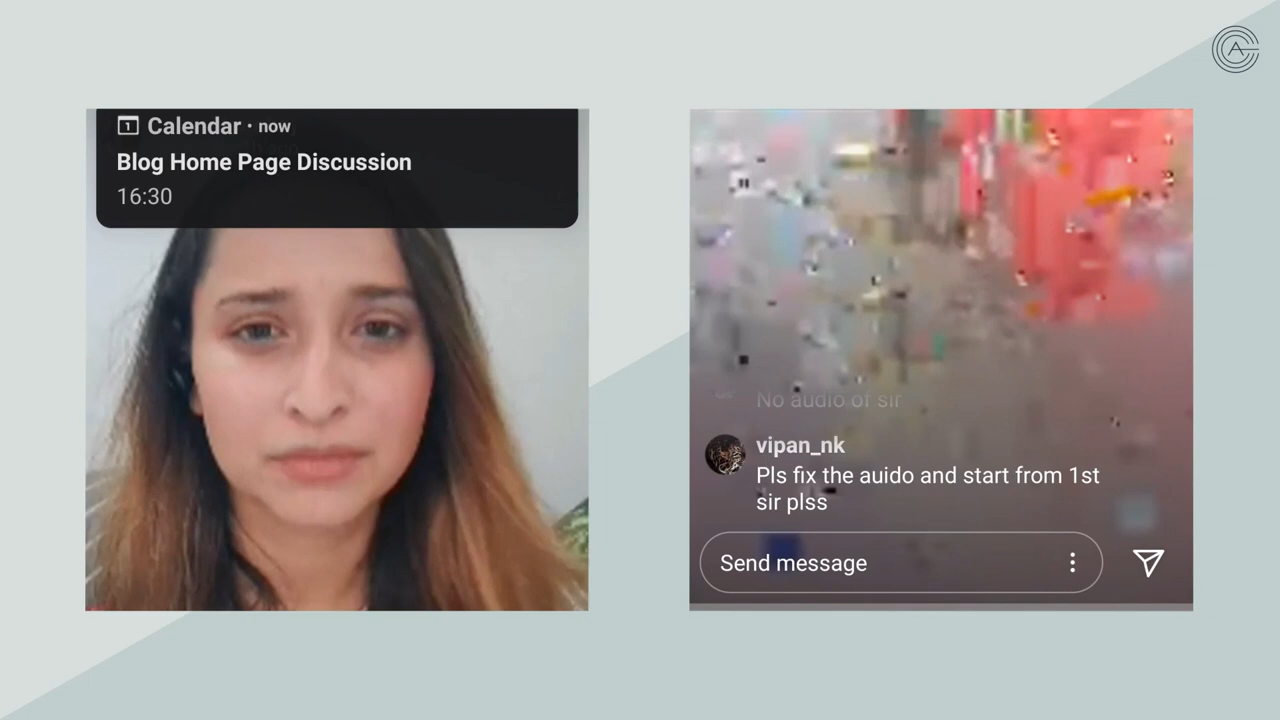 Calendar · now
Blog Home Page Discussion
16:30
No audio of sir
vipan_nk
Pls fix the auido and start from 1st
sir plss
Send message